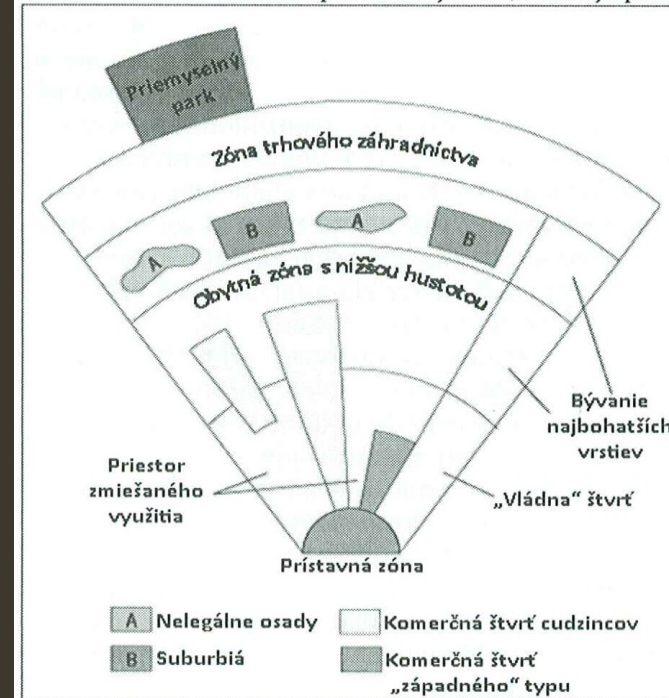 Priemyselný
park
Zóna trhového záhradníctva
A
B
A
B
Obytná zóna s nižšou hustotou
Bývanie
najbohatších
vrstiev
Priestor
zmiešaného
využitia
„Vládna“ štvrť
Prístavná zóna
A Nelegálne osady
Komerčná štvrť cudzincov
B Suburbiá
Komerčná štvrť
„západného“ typu